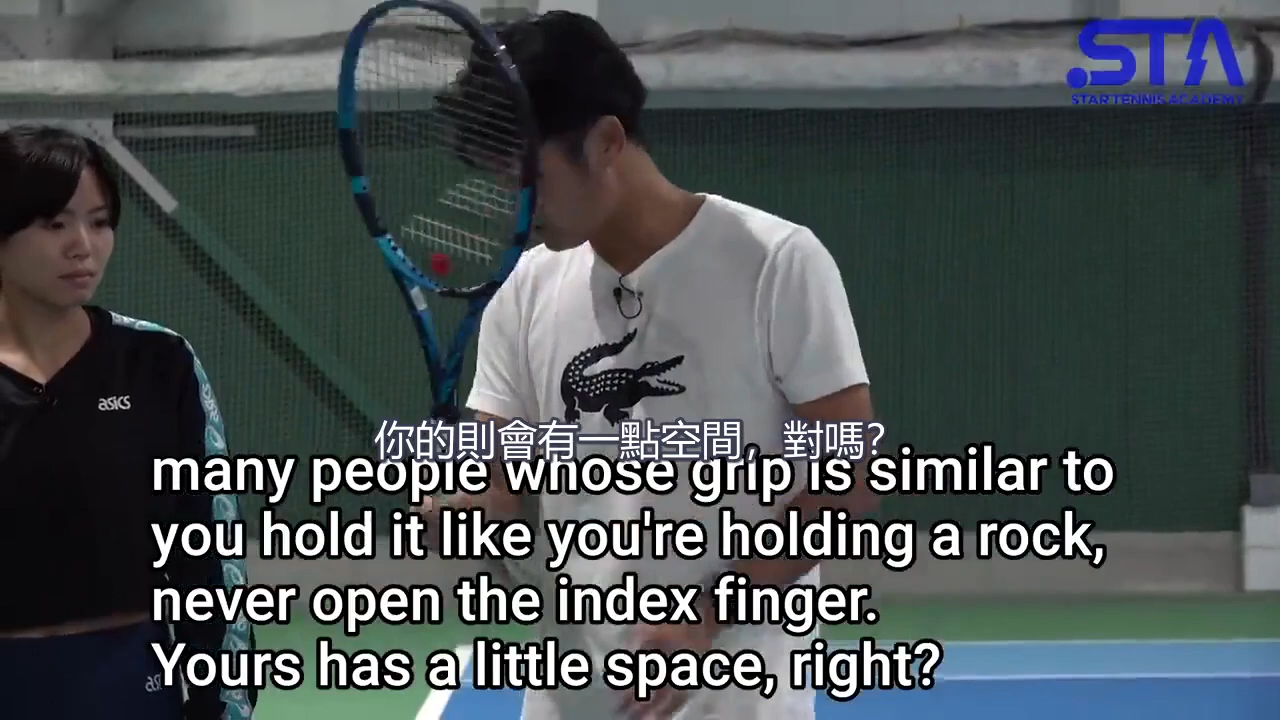 STA
STAR TENNIS ACADEMY
asics
你的則會有一點空間，對嗎？
many people whose grip is similar to
you hold it like you're holding a rock,
never open the index finger.
Yours has a little space, right?
as